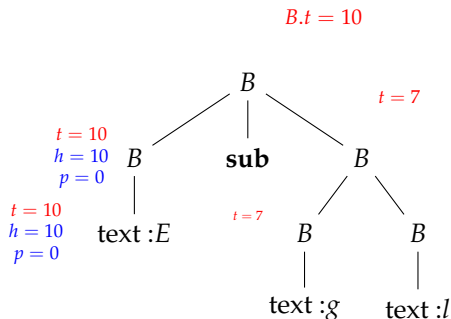 B.t = 10
B
t = 7
t = 10
h = 10
p = 0
B
sub
B
t = 10
h = 10
p = 0
text :E
t = 7
B
B
text :g
text :l